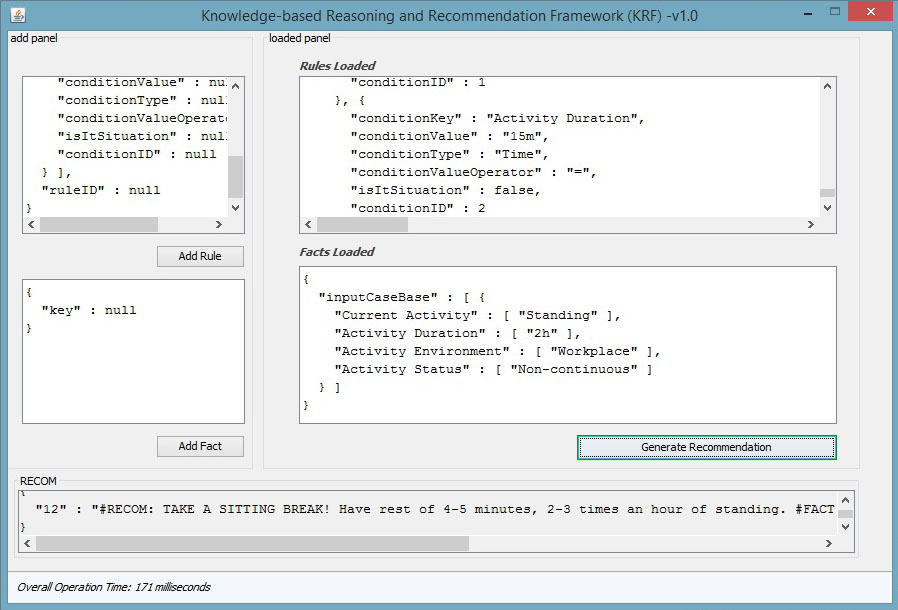 Knowledge-based Reasoning and Recommendation Framework (KRF) -v1.0
add panel
"conditionValue" : nul
"conditionType" : null
"conditionValueOperato
"isItSituation" : null
"conditionID" : null
} ],
"ruleID" : null
}
Add Rule
{
"key" : null
}
Add Fact
loaded panel
Rules Loaded
"conditionID" : 1
}, {
"conditionKey" : "Activity Duration",
"conditionValue" : "15m",
"conditionType" : "Time",
"conditionValueOperator" : "=",
"isItSituation" : false,
"conditionID" : 2
Facts Loaded
{
"inputCaseBase" : [ {
"Current Activity" : [ "Standing" ],
"Activity Duration" : [ "2h" ],
"Activity Environment" : [ "Workplace" ],
"Activity Status" : [ "Non-continuous" ]
} ]
}
Generate Recommendation
RECOM
{
"12" : "#RECOM: TAKE A SITTING BREAK! Have rest of 4-5 minutes, 2-3 times an hour of standing. #FACT
}
Overall Operation Time: 171 milliseconds